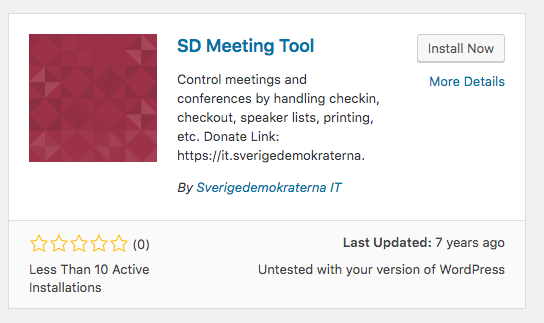 SD Meeting Tool
Install Now
More Details
Control meetings and
conferences by handling checkin,
checkout, speaker lists, printing,
etc. Donate Link:
https://it.sverigedemokraterna.
By Sverigedemokraterna IT
(0)
Less Than 10 Active
Installations
Last Updated: 7 years ago
Untested with your version of WordPress